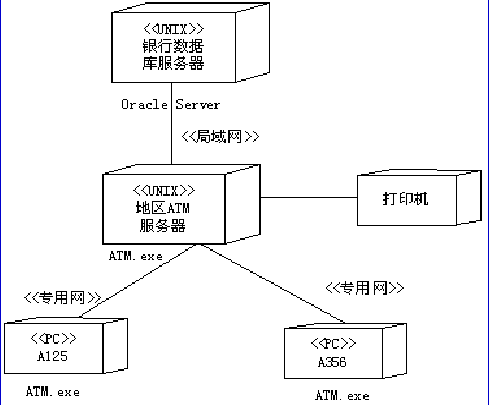 <<UNIX>>
银行数据
库服务器
Oracle Server
<<局域网>>
<<UNIX>>
地区ATM
服务器
打印机
ATM.exe
<<专用网>>
<<专用网>>
<<PC>>
A125
<<PC>>
A356
ATM.exe
ATM.exe